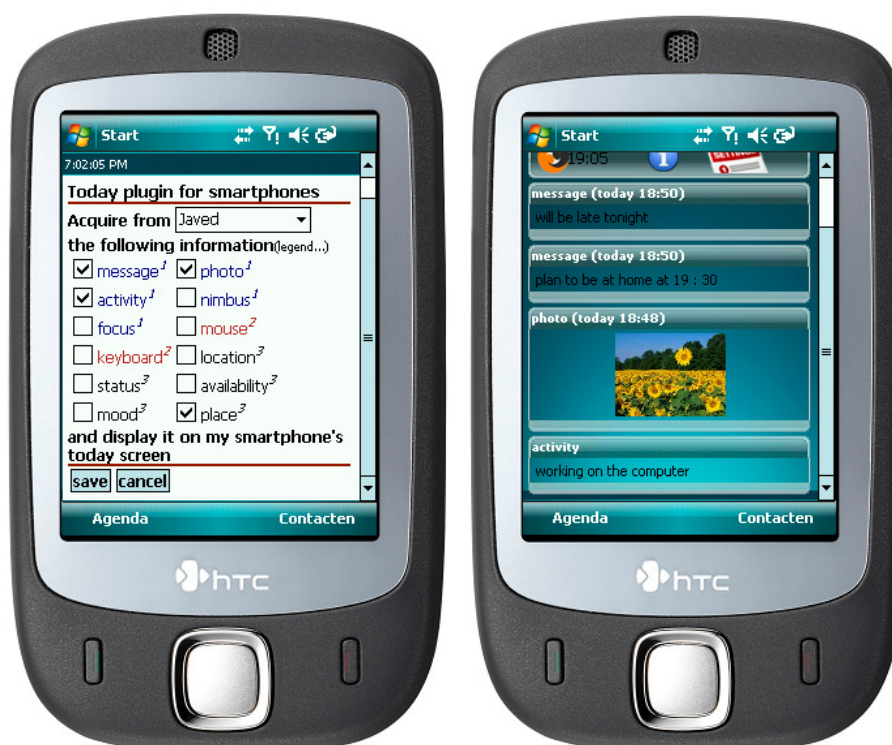 Start
7:02:05 PM
Today plugin for smartphones
Acquire from Javed
the following information(legend...)
message1 photo1
activity1 nimbus1
focus1 mouse2
keyboard2 location3
status3 availability3
mood3 place3
and display it on my smartphone's
today screen
save cancel
Agenda Contacten
hTC
Start
19:05 SETTINGS
message (today 18:50)
will be late tonight
message (today 18:50)
plan to be at home at 19 : 30
photo (today 18:48)
activity
working on the computer
Agenda Contacten
hTC